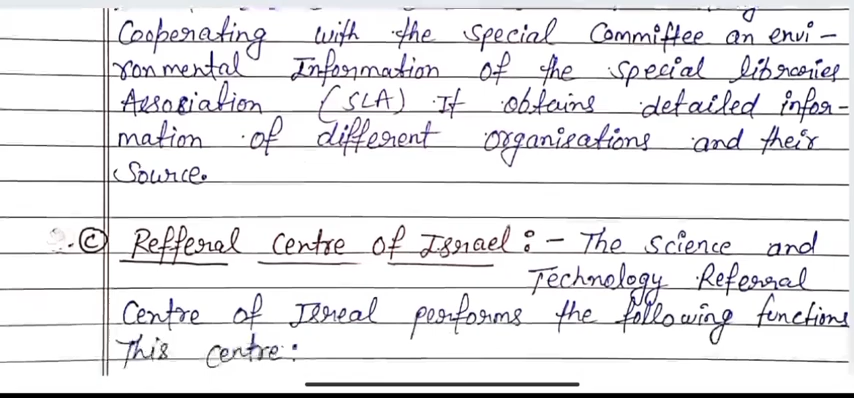 Cooperating with the Special Committee an envi-
ronmental Information of the special libraries
Association (SLA) It obtains detailed infor-
mation of different organisations and their
Source.
© Refferal Centre of Israel :- The Science and
Technology Referral
Centre of Isreal performs the following functions
This centre: